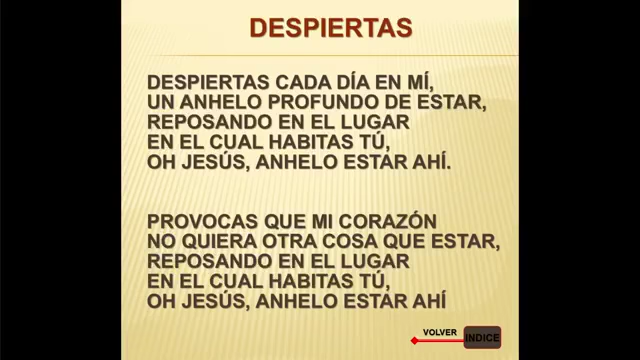 DESPIERTAS
DESPIERTAS CADA DÍA EN MÍ,
UN ANHELO PROFUNDO DE ESTAR,
REPOSANDO EN EL LUGAR
EN EL CUAL HABITAS TÚ,
OH JESÚS, ANHELO ESTAR AHÍ.
PROVOCAS QUE MI CORAZÓN
NO QUIERA OTRA COSA QUE ESTAR,
REPOSANDO EN EL LUGAR
EN EL CUAL HABITAS TÚ,
OH JESÚS, ANHELO ESTAR AHÍ
VOLVER
INDICE